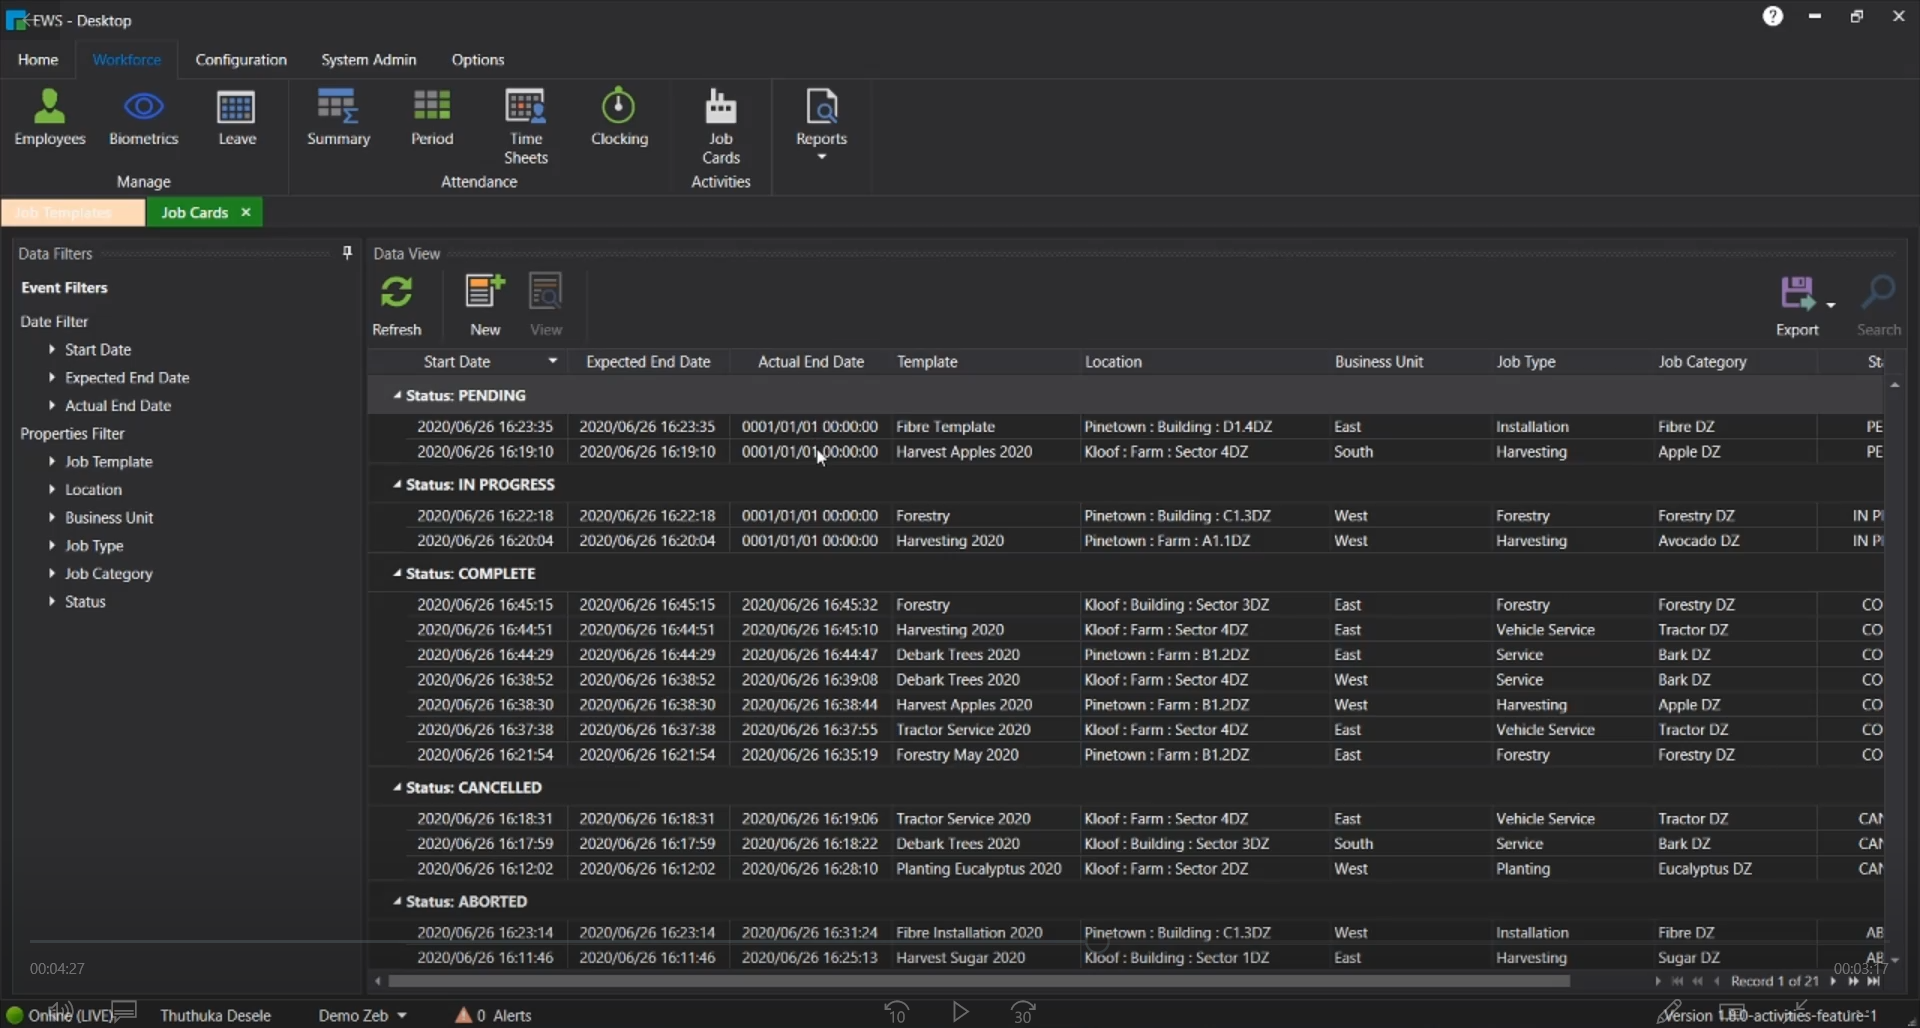 EWS - Desktop
?
Home Workforce Configuration System Admin Options
Employees Biometrics Leave Summary Period Time Sheets Clocking Job Cards Reports
Manage Attendance Activities
Job Templates Job Cards
Data Filters Data View
Event Filters
Date Filter
Start Date
Expected End Date
Actual End Date
Properties Filter
Job Template
Location
Business Unit
Job Type
Job Category
Status
Refresh New View Export Search
Start Date Expected End Date Actual End Date Template Location Business Unit Job Type Job Category St
Status: PENDING
2020/06/26 16:23:35 2020/06/26 16:23:35 0001/01/01 00:00:00 Fibre Template Pinetown : Building : D1.4DZ East Installation Fibre DZ PE
2020/06/26 16:19:10 2020/06/26 16:19:10 0001/01/01 00:00:00 Harvest Apples 2020 Kloof : Farm : Sector 4DZ South Harvesting Apple DZ PE
Status: IN PROGRESS
2020/06/26 16:22:18 2020/06/26 16:22:18 0001/01/01 00:00:00 Forestry Pinetown : Building : C1.3DZ West Forestry Forestry DZ IN P
2020/06/26 16:20:04 2020/06/26 16:20:04 0001/01/01 00:00:00 Harvesting 2020 Pinetown : Farm : A1.1DZ West Harvesting Avocado DZ IN P
Status: COMPLETE
2020/06/26 16:45:15 2020/06/26 16:45:15 2020/06/26 16:45:32 Forestry Kloof : Building : Sector 3DZ East Forestry Forestry DZ CO
2020/06/26 16:44:51 2020/06/26 16:44:51 2020/06/26 16:45:10 Harvesting 2020 Kloof : Farm : Sector 4DZ East Vehicle Service Tractor DZ CO
2020/06/26 16:44:29 2020/06/26 16:44:29 2020/06/26 16:44:47 Debark Trees 2020 Pinetown : Farm : B1.2DZ East Service Bark DZ CO
2020/06/26 16:38:52 2020/06/26 16:38:52 2020/06/26 16:39:08 Debark Trees 2020 Kloof : Farm : Sector 4DZ West Service Bark DZ CO
2020/06/26 16:38:30 2020/06/26 16:38:30 2020/06/26 16:38:44 Harvest Apples 2020 Pinetown : Farm : B1.2DZ West Harvesting Apple DZ CO
2020/06/26 16:37:38 2020/06/26 16:37:38 2020/06/26 16:37:55 Tractor Service 2020 Kloof : Farm : Sector 4DZ East Vehicle Service Tractor DZ CO
2020/06/26 16:21:54 2020/06/26 16:21:54 2020/06/26 16:35:19 Forestry May 2020 Pinetown : Farm : B1.2DZ East Forestry Forestry DZ CO
Status: CANCELLED
2020/06/26 16:18:31 2020/06/26 16:18:31 2020/06/26 16:19:06 Tractor Service 2020 Kloof : Farm : Sector 4DZ East Vehicle Service Tractor DZ CAN
2020/06/26 16:17:59 2020/06/26 16:17:59 2020/06/26 16:18:22 Debark Trees 2020 Kloof : Building : Sector 3DZ South Service Bark DZ CAN
2020/06/26 16:12:02 2020/06/26 16:12:02 2020/06/26 16:28:10 Planting Eucalyptus 2020 Kloof : Farm : Sector 2DZ West Planting Eucalyptus DZ CAN
Status: ABORTED
2020/06/26 16:23:14 2020/06/26 16:23:14 2020/06/26 16:31:24 Fibre Installation 2020 Pinetown : Building : C1.3DZ West Installation Fibre DZ AB
2020/06/26 16:11:46 2020/06/26 16:11:46 2020/06/26 16:25:13 Harvest Sugar 2020 Kloof : Building : Sector 1DZ East Harvesting Sugar DZ AB
00:04:27 00:03:17
Record 1 of 21
Online (LIVE) Thuthuka Desele Demo Zeb 0 Alerts 10 30 Version 1.8.0-activities-feature-1